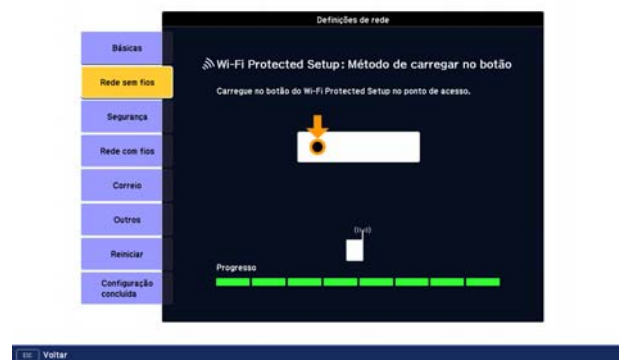 Definições de rede
Básicas
Rede sem fios
Segurança
Rede com fios
Correio
Outros
Reiniciar
Configuração
concluída
Wi-Fi Protected Setup: Método de carregar no botão
Carregue no botão do Wi-Fi Protected Setup no ponto de acesso.
Progresso
ESC Voltar